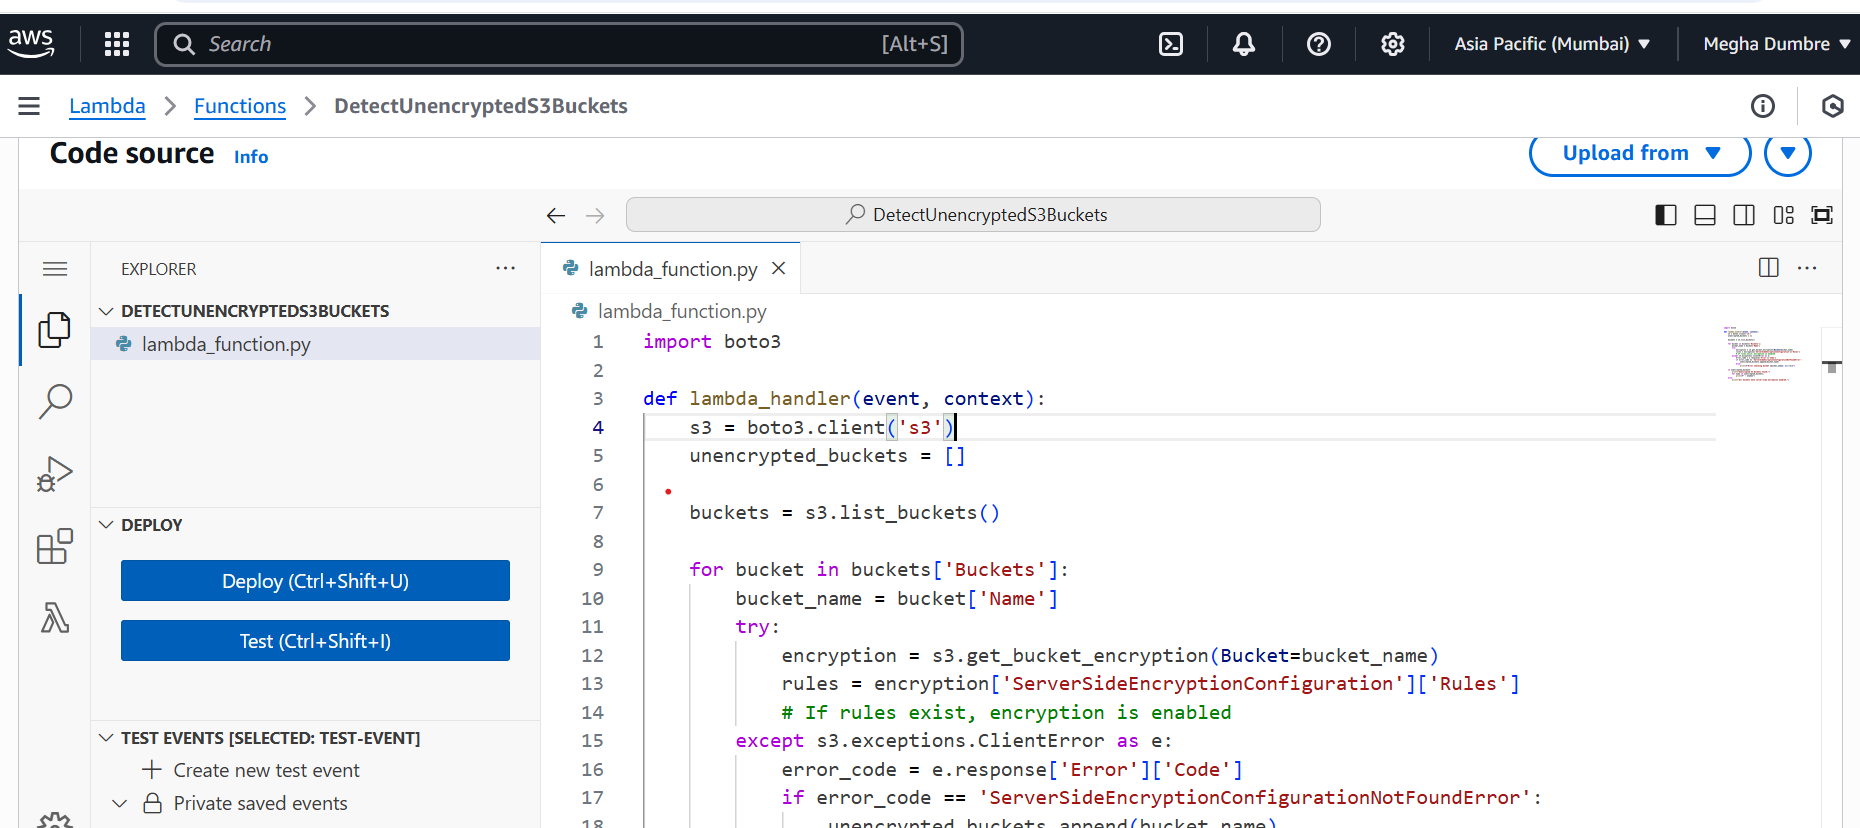 aws Search [Alt+S] Asia Pacific (Mumbai) Megha Dumbre
Lambda Functions DetectUnencryptedS3Buckets
Code source Info Upload from
DetectUnencryptedS3Buckets
EXPLORER
DETECTUNENCRYPTEDS3BUCKETS
lambda_function.py
DEPLOY
Deploy (Ctrl+Shift+U)
Test (Ctrl+Shift+I)
TEST EVENTS [SELECTED: TEST-EVENT]
Create new test event
Private saved events
lambda_function.py
lambda_function.py
1 import boto3
2
3 def lambda_handler(event, context):
4 s3 = boto3.client('s3')
5 unencrypted_buckets = []
6
7 buckets = s3.list_buckets()
8
9 for bucket in buckets['Buckets']:
10 bucket_name = bucket['Name']
11 try:
12 encryption = s3.get_bucket_encryption(Bucket=bucket_name)
13 rules = encryption['ServerSideEncryptionConfiguration']['Rules']
14 # If rules exist, encryption is enabled
15 except s3.exceptions.ClientError as e:
16 error_code = e.response['Error']['Code']
17 if error_code == 'ServerSideEncryptionConfigurationNotFoundError':
18 unencrypted_buckets.append(bucket_name)